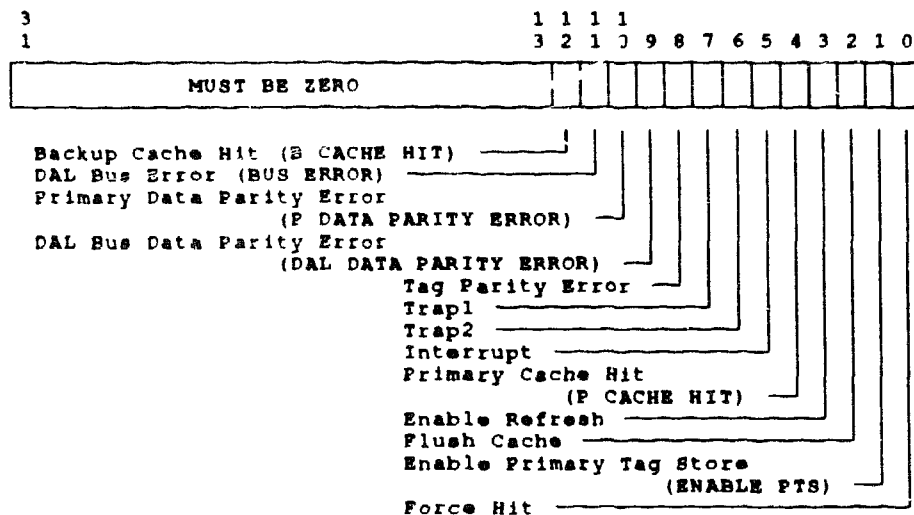 3 1 1 1 1
1 3 2 1 0 9 8 7 6 5 4 3 2 1 0
MUST BE ZERO
Backup Cache Hit (B CACHE HIT)
DAL Bus Error (BUS ERROR)
Primary Data Parity Error
(P DATA PARITY ERROR)
DAL Bus Data Parity Error
(DAL DATA PARITY ERROR)
Tag Parity Error
Trap1
Trap2
Interrupt
Primary Cache Hit
(P CACHE HIT)
Enable Refresh
Flush Cache
Enable Primary Tag Store
(ENABLE PTS)
Force Hit